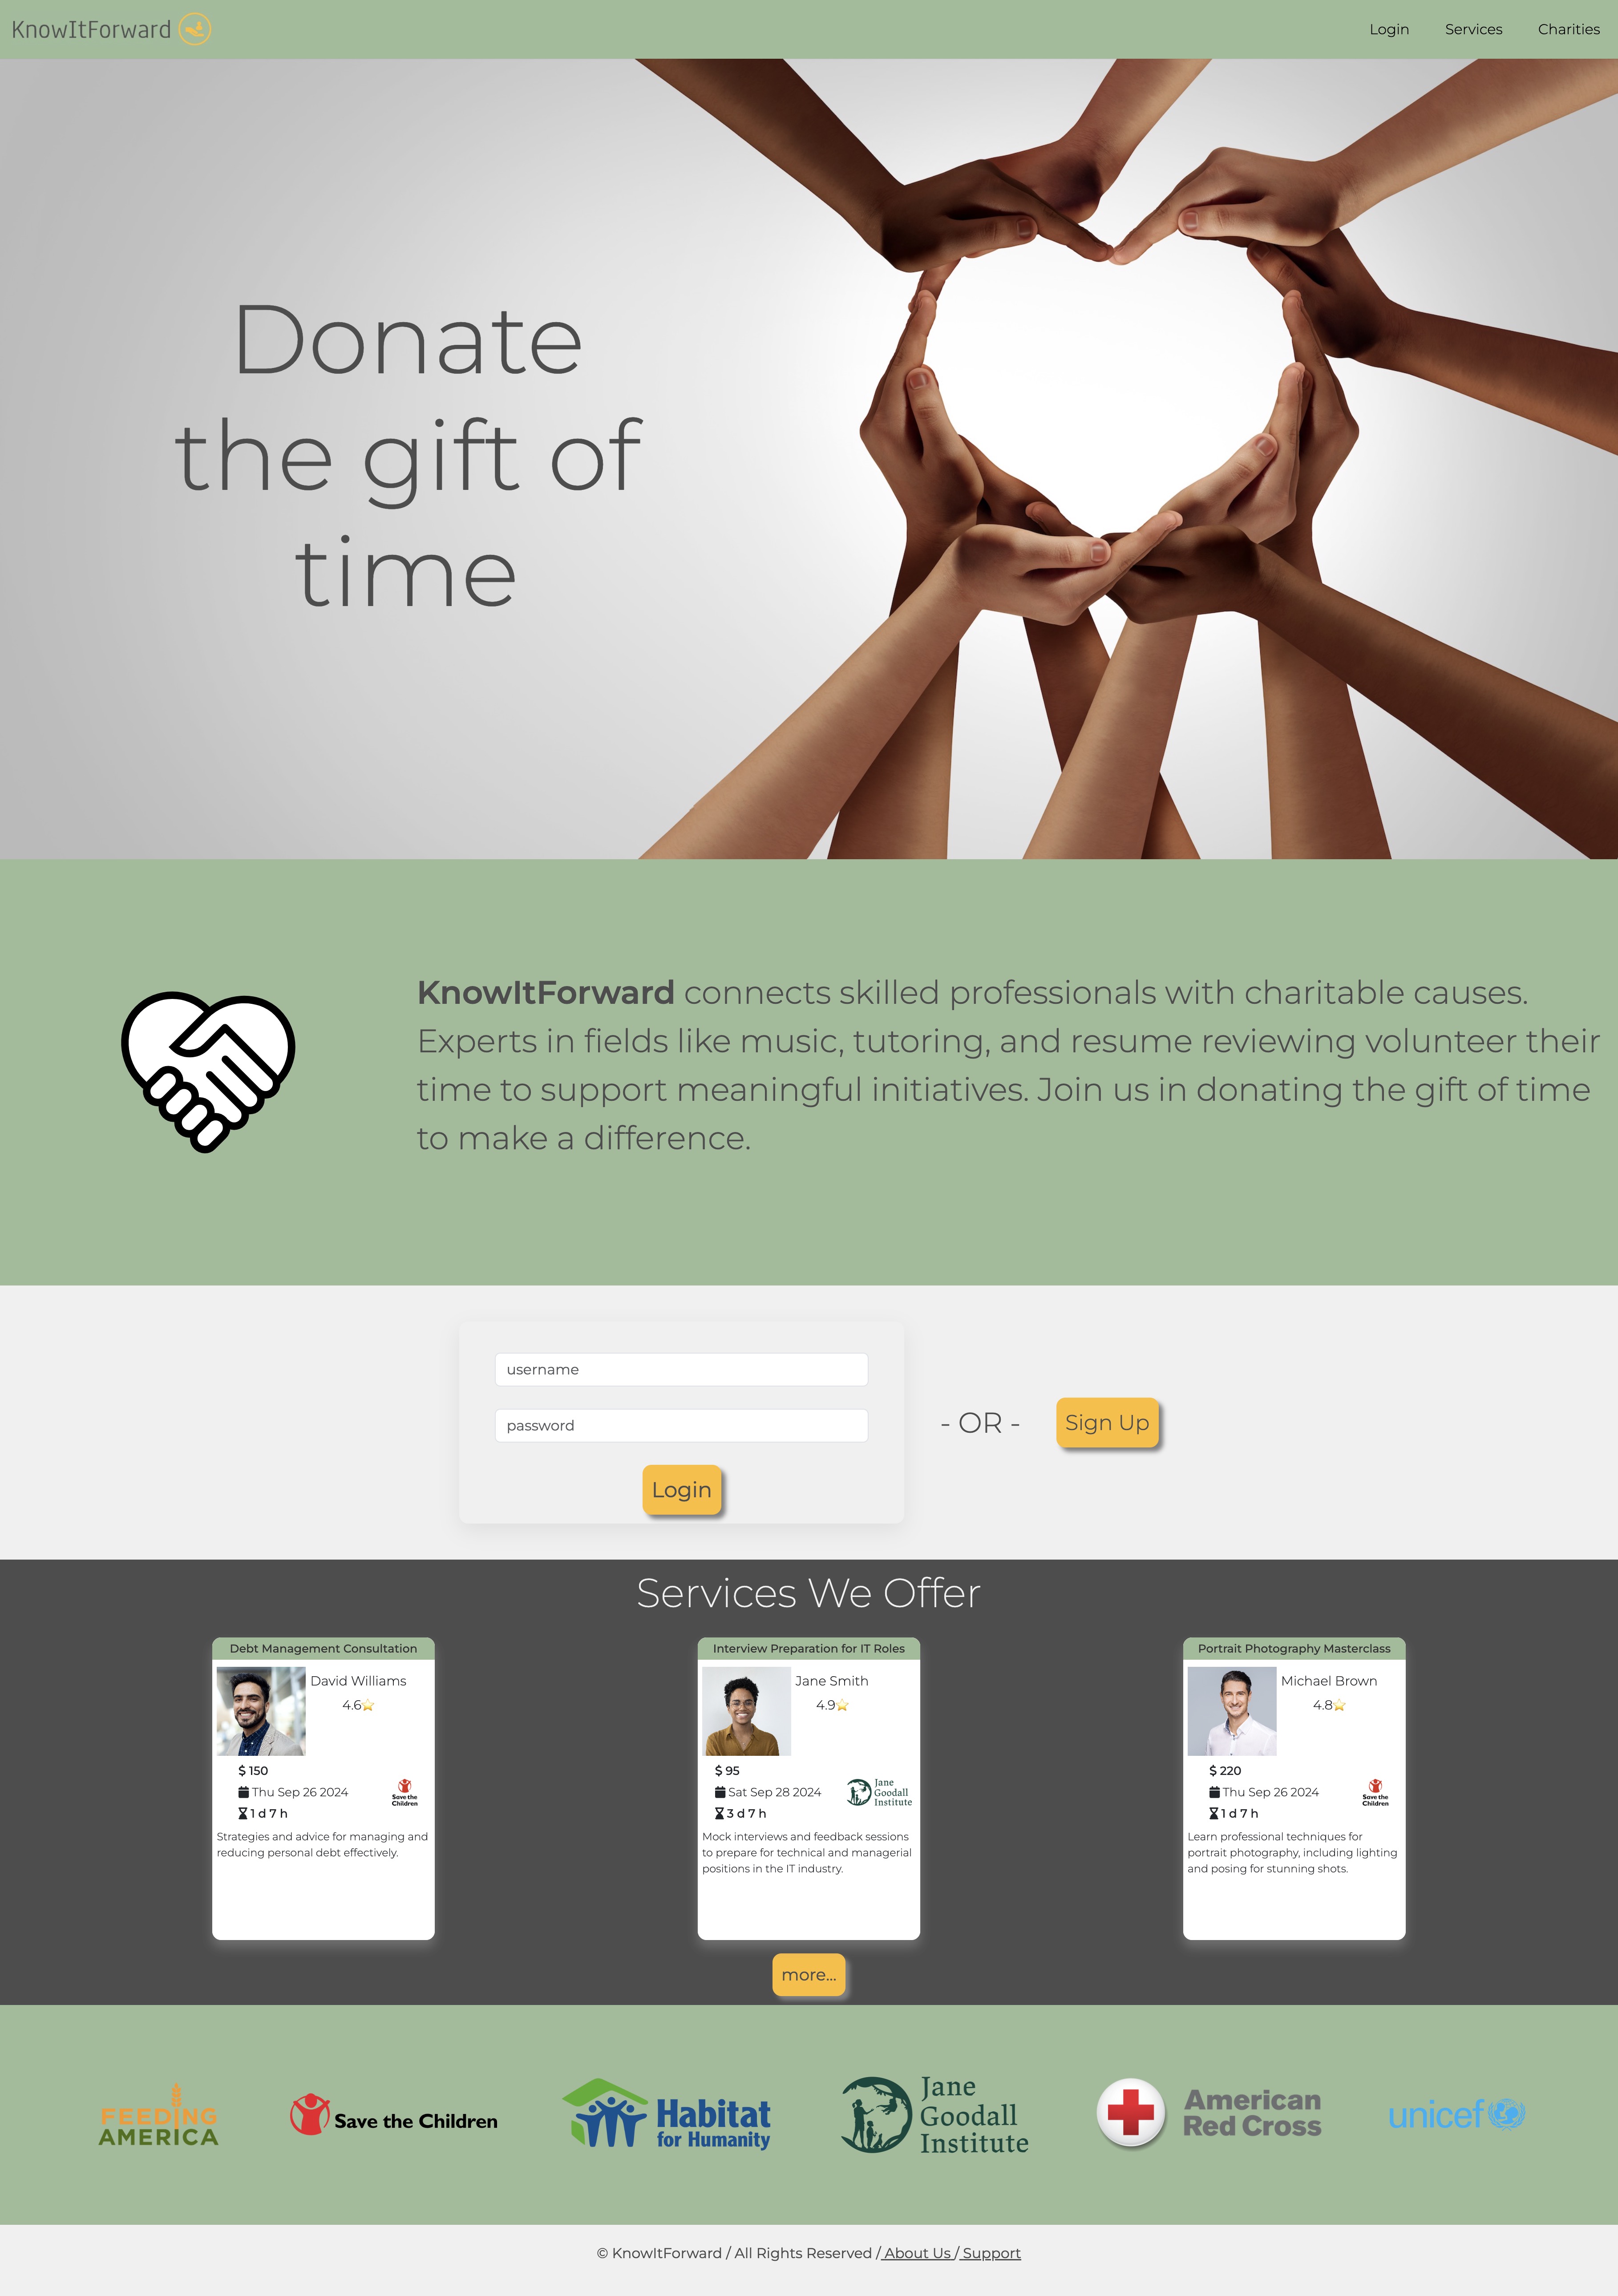 KnowItForward
Login
Services
Charities
Donate
the gift of
time
KnowItForward connects skilled professionals with charitable causes.
Experts in fields like music, tutoring, and resume reviewing volunteer their
time to support meaningful initiatives. Join us in donating the gift of time
to make a difference.
username
password
Login
- OR -
Sign Up
Services We Offer
Debt Management Consultation
David Williams
4.6⭐
$ 150
Thu Sep 26 2024
1 d 7 h
Save the
Children
Strategies and advice for managing and
reducing personal debt effectively.
Interview Preparation for IT Roles
Jane Smith
4.9⭐
$ 95
Sat Sep 28 2024
3 d 7 h
Jane
Goodall
Institute
Mock interviews and feedback sessions
to prepare for technical and managerial
positions in the IT industry.
Portrait Photography Masterclass
Michael Brown
4.8⭐
$ 220
Thu Sep 26 2024
1 d 7 h
Save the
Children
Learn professional techniques for
portrait photography, including lighting
and posing for stunning shots.
more...
FEEDING
AMERICA
Save the Children
Habitat
for Humanity
Jane
Goodall
Institute
American
Red Cross
unicef
© KnowItForward / All Rights Reserved / About Us / Support